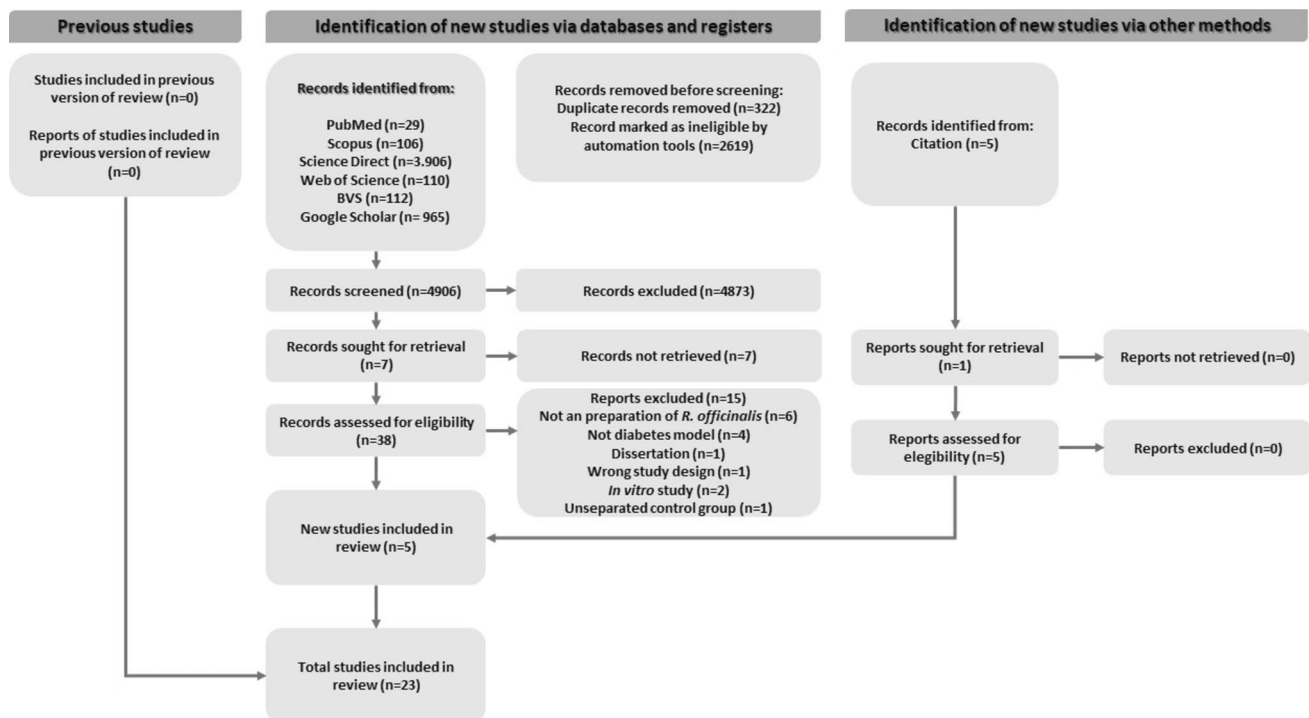 Previous studies
Identification of new studies via databases and registers
Identification of new studies via other methods
Studies included in previous
version of review (n=0)
Reports of studies included in
previous version of review
(n=0)
Records identified from:
PubMed (n=29)
Scopus (n=106)
Science Direct (n=3.906)
Web of Science (n=110)
BVS (n=112)
Google Scholar (n= 965)
Records removed before screening:
Duplicate records removed (n=322)
Record marked as ineligible by
automation tools (n=2619)
Records identified from:
Citation (n=5)
Records screened (n=4906)
Records excluded (n=4873)
Records sought for retrieval
(n=7)
Records not retrieved (n=7)
Reports sought for retrieval
(n=1)
Reports not retrieved (n=0)
Records assessed for eligibility
(n=38)
Reports excluded (n=15)
Not an preparation of R. officinalis (n=6)
Not diabetes model (n=4)
Dissertation (n=1)
Wrong study design (n=1)
In vitro study (n=2)
Unseparated control group (n=1)
Reports assessed for
elegibility (n=5)
Reports excluded (n=0)
New studies included in
review (n=5)
Total studies included in
review (n=23)